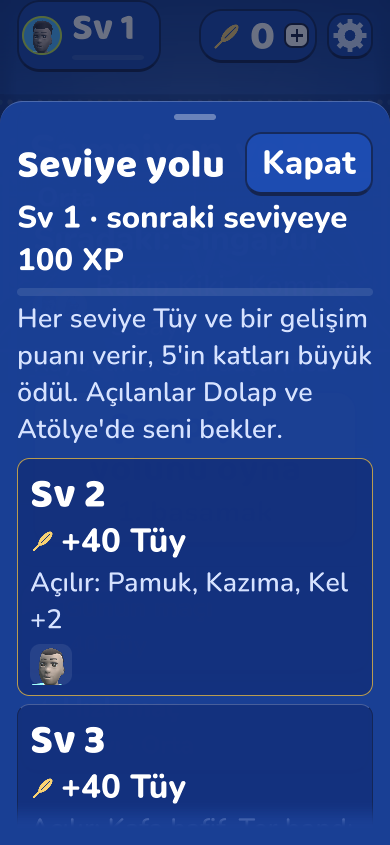 Sv 1
0
Seviye yolu
Kapat
Sv 1 · sonraki seviyeye
100 XP
Her seviye Tüy ve bir gelişim
puanı verir, 5'in katları büyük
ödül. Açılanlar Dolap ve
Atölye'de seni bekler.
Sv 2
+40 Tüy
Açılır: Pamuk, Kazıma, Kel
+2
Sv 3
+40 Tüy